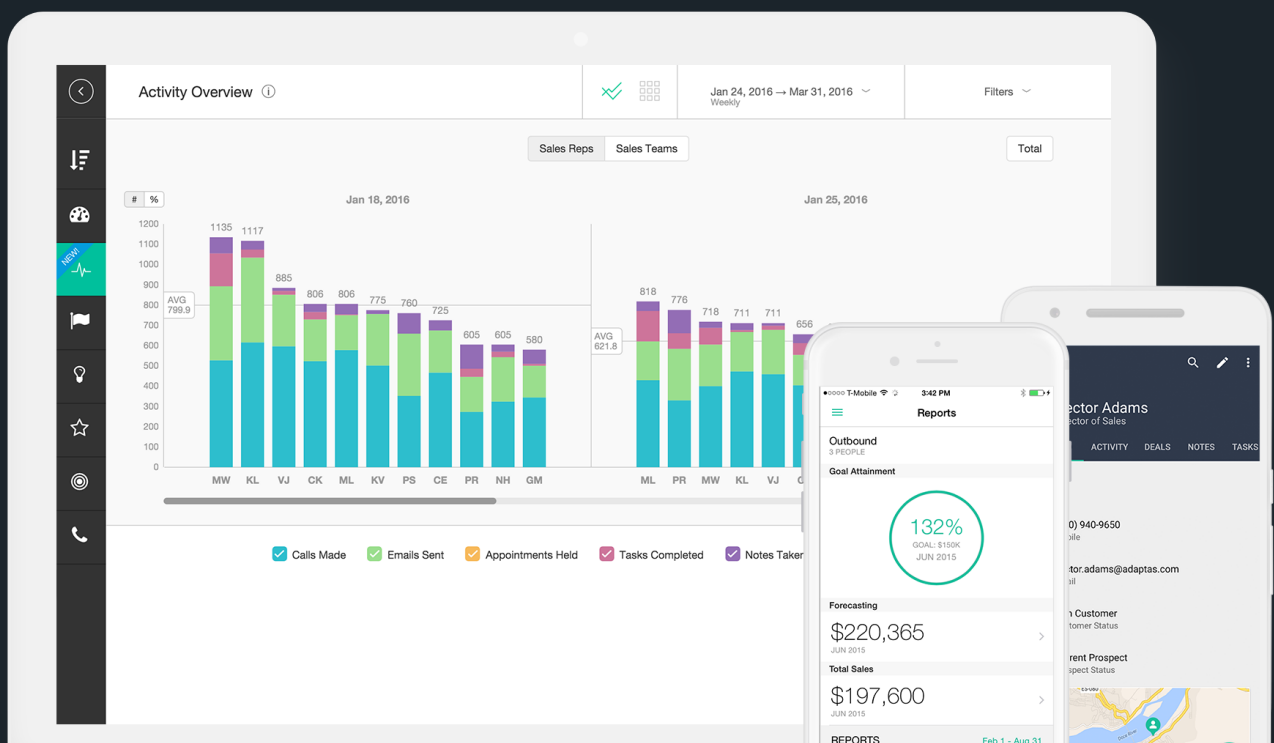 Activity Overview
Jan 24, 2016 → Mar 31, 2016
Weekly
Filters
Sales Reps
Sales Teams
Total
NEW!
# %
Jan 18, 2016
Jan 25, 2016
1200
1100
1000
900
800
700
600
500
400
300
200
100
0
AVG
799.9
1135
1117
885
806
806
775
760
725
605
605
580
MW KL VJ CK ML KV PS CE PR NH GM
AVG
621.8
818
776
718
711
711
656
ML PR MW KL VJ
Calls Made
Emails Sent
Appointments Held
Tasks Completed
Notes Taken
T-Mobile
3:42 PM
Reports
Outbound
3 PEOPLE
Goal Attainment
132%
GOAL: $150K
JUN 2015
Forecasting
$220,365
JUN 2015
Total Sales
$197,600
JUN 2015
REPORTS
Feb 1 - Aug 31
ector Adams
ector of Sales
ACTIVITY DEALS NOTES TASKS
0) 940-9650
bile
ctor.adams@adaptas.com
ail
n Customer
tomer Status
rent Prospect
spect Status